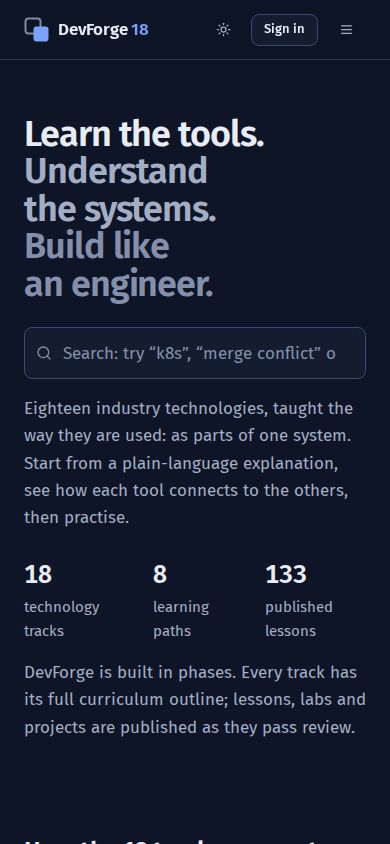 DevForge 18
Sign in
Learn the tools.
Understand
the systems.
Build like
an engineer.
Search: try “k8s”, “merge conflict” o
Eighteen industry technologies, taught the
way they are used: as parts of one system.
Start from a plain-language explanation,
see how each tool connects to the others,
then practise.
18
technology
tracks
8
learning
paths
133
published
lessons
DevForge is built in phases. Every track has
its full curriculum outline; lessons, labs and
projects are published as they pass review.